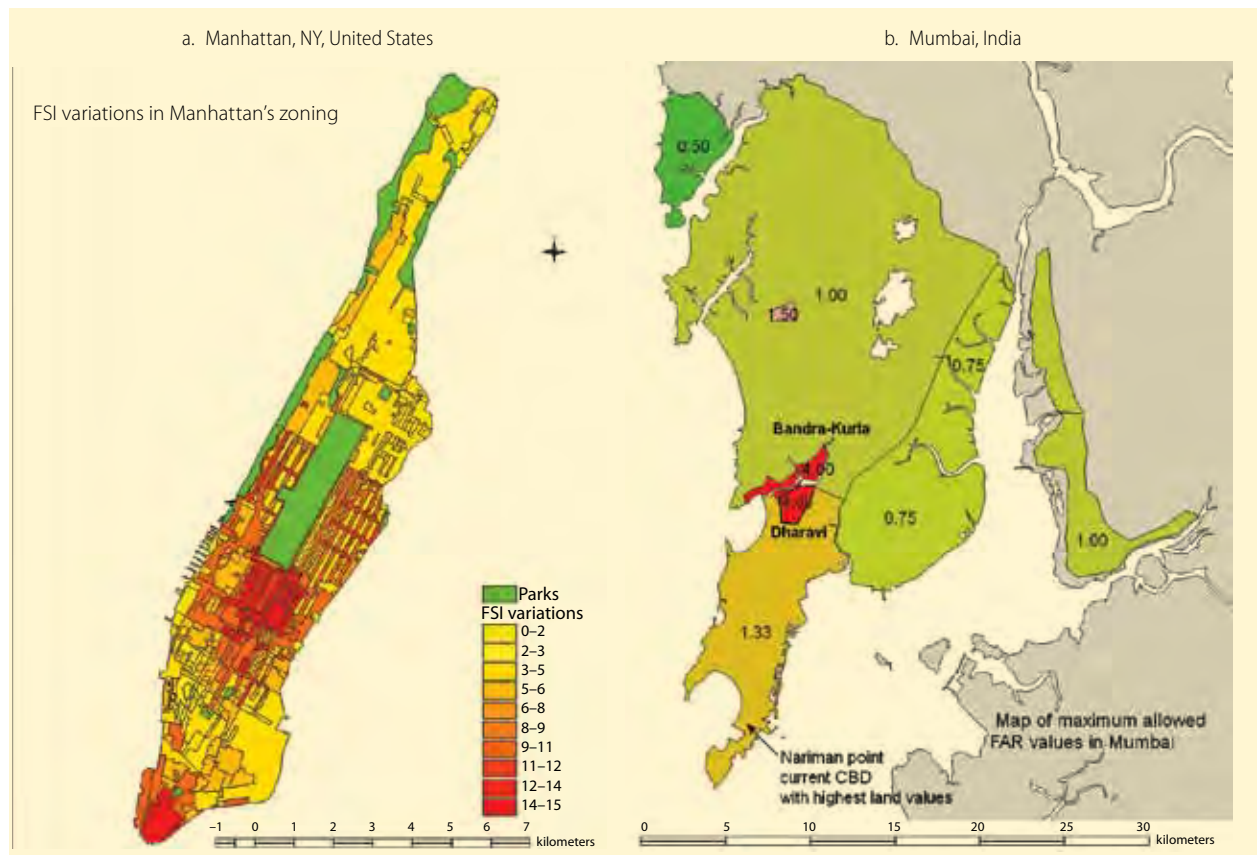 a. Manhattan, NY, United States
FSI variations in Manhattan's zoning
Parks
FSI variations
0–2
2–3
3–5
5–6
6–8
8–9
9–11
11–12
12–14
14–15
–1 0 1 2 3 4 5 6 7 kilometers
b. Mumbai, India
0.50
1.00
1.50
0.75
Bandra-Kurla
4.00
Dharavi
0.75
1.00
1.33
Map of maximum allowed
FAR values in Mumbai
Nariman point
current CBD
with highest land values
0 5 10 15 20 25 30 kilometers